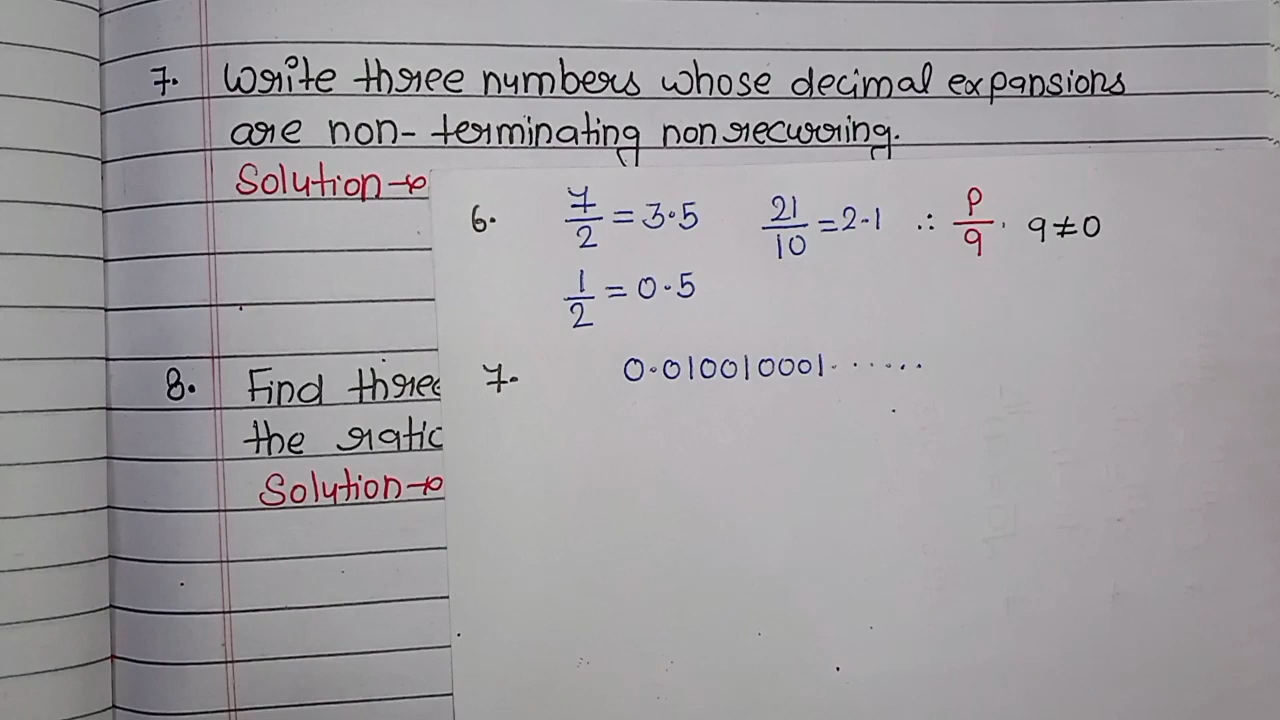 7. Write three numbers whose decimal expansions
are non-terminating non recurring.
Solution→
6. 7/2 = 3.5 21/10 = 2.1 ∴ p/q. q≠0
1/2 = 0.5
7. 0.010010001.......
8. Find three
the ratio
Solution→